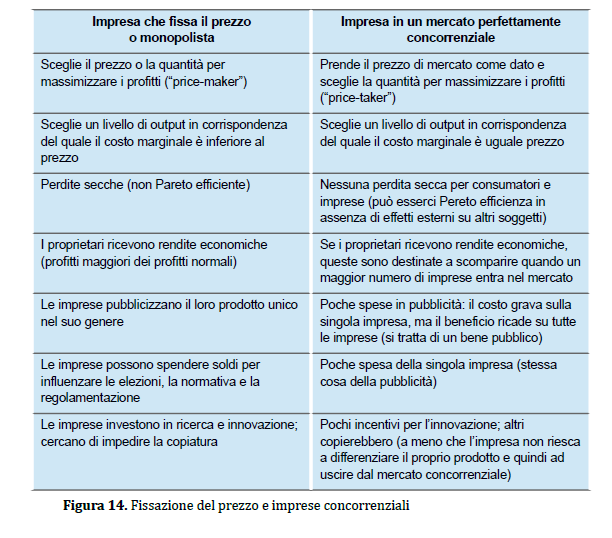 Impresa che fissa il prezzo
o monopolista
Impresa in un mercato perfettamente
concorrenziale
Sceglie il prezzo o la quantità per
massimizzare i profitti (“price-maker”)
Prende il prezzo di mercato come dato e
sceglie la quantità per massimizzare i profitti
(“price-taker”)
Sceglie un livello di output in corrispondenza
del quale il costo marginale è inferiore al
prezzo
Sceglie un livello di output in corrispondenza
del quale il costo marginale è uguale prezzo
Perdite secche (non Pareto efficiente)
Nessuna perdita secca per consumatori e
imprese (può esserci Pereto efficienza in
assenza di effetti esterni su altri soggetti)
I proprietari ricevono rendite economiche
(profitti maggiori dei profitti normali)
Se i proprietari ricevono rendite economiche,
queste sono destinate a scomparire quando un
maggior numero di imprese entra nel mercato
Le imprese pubblicizzano il loro prodotto unico
nel suo genere
Poche spese in pubblicità: il costo grava sulla
singola impresa, ma il beneficio ricade su tutte
le imprese (si tratta di un bene pubblico)
Le imprese possono spendere soldi per
influenzare le elezioni, la normativa e la
regolamentazione
Poche spesa della singola impresa (stessa
cosa della pubblicità)
Le imprese investono in ricerca e innovazione;
cercano di impedire la copiatura
Pochi incentivi per l’innovazione; altri
copierebbero (a meno che l’impresa non riesca
a differenziare il proprio prodotto e quindi ad
uscire dal mercato concorrenziale)
Figura 14. Fissazione del prezzo e imprese concorrenziali